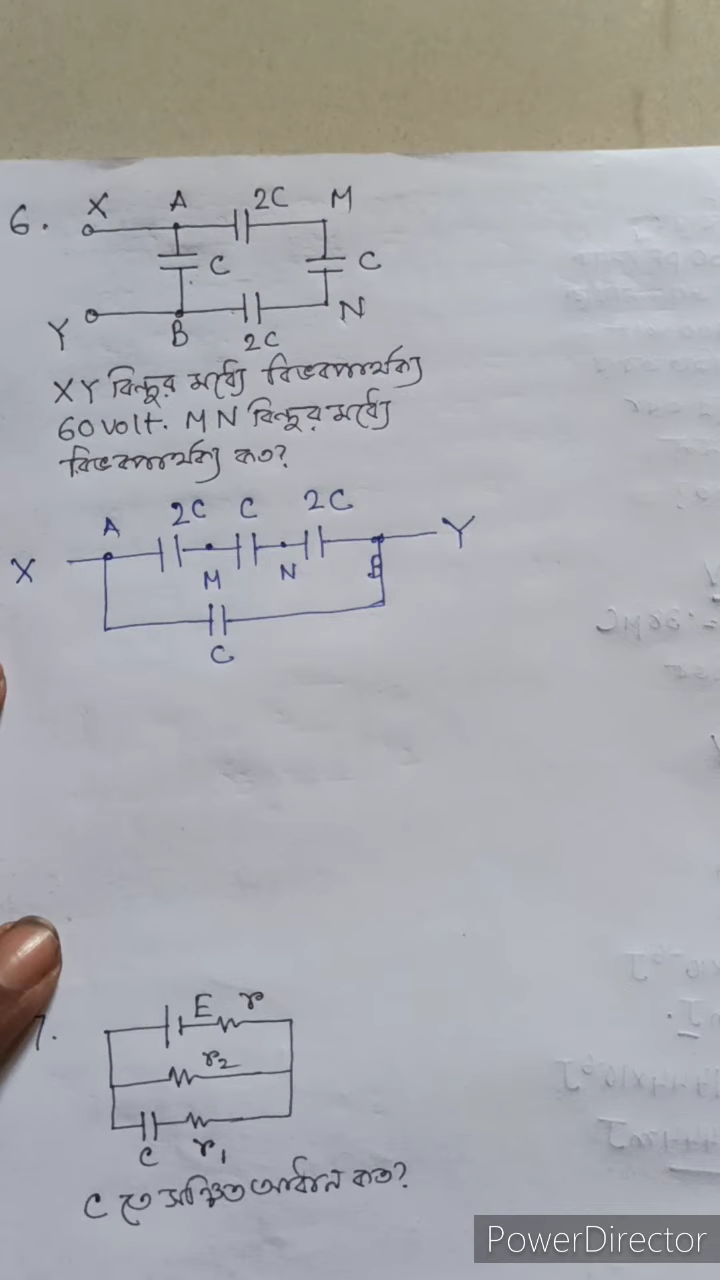 6. X A 2C M
C C
Y B 2C N
XY বিন্দুর মধ্যে বিভবপার্থক্য
60 volt. MN বিন্দুর মধ্যে
বিভবপার্থক্য কত?
A 2C C 2C
X M N B Y
C
7. E r
r₂
C r₁
C তে সঞ্চিত আধান কত?
PowerDirector